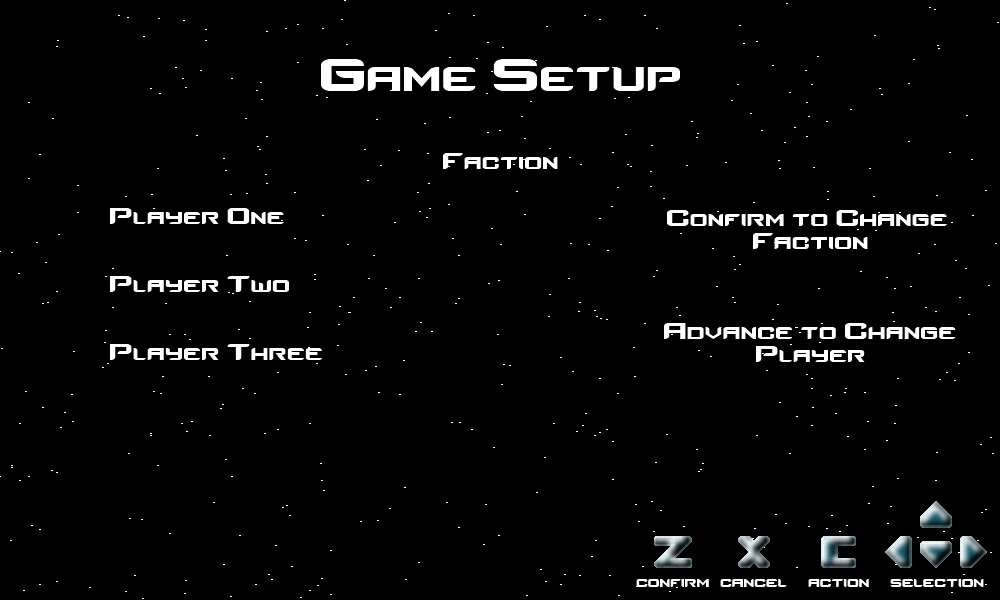 Game Setup
Faction
Player One
Confirm to Change
Faction
Player Two
Advance to Change
Player
Player Three
Z X C
Confirm Cancel Action Selection